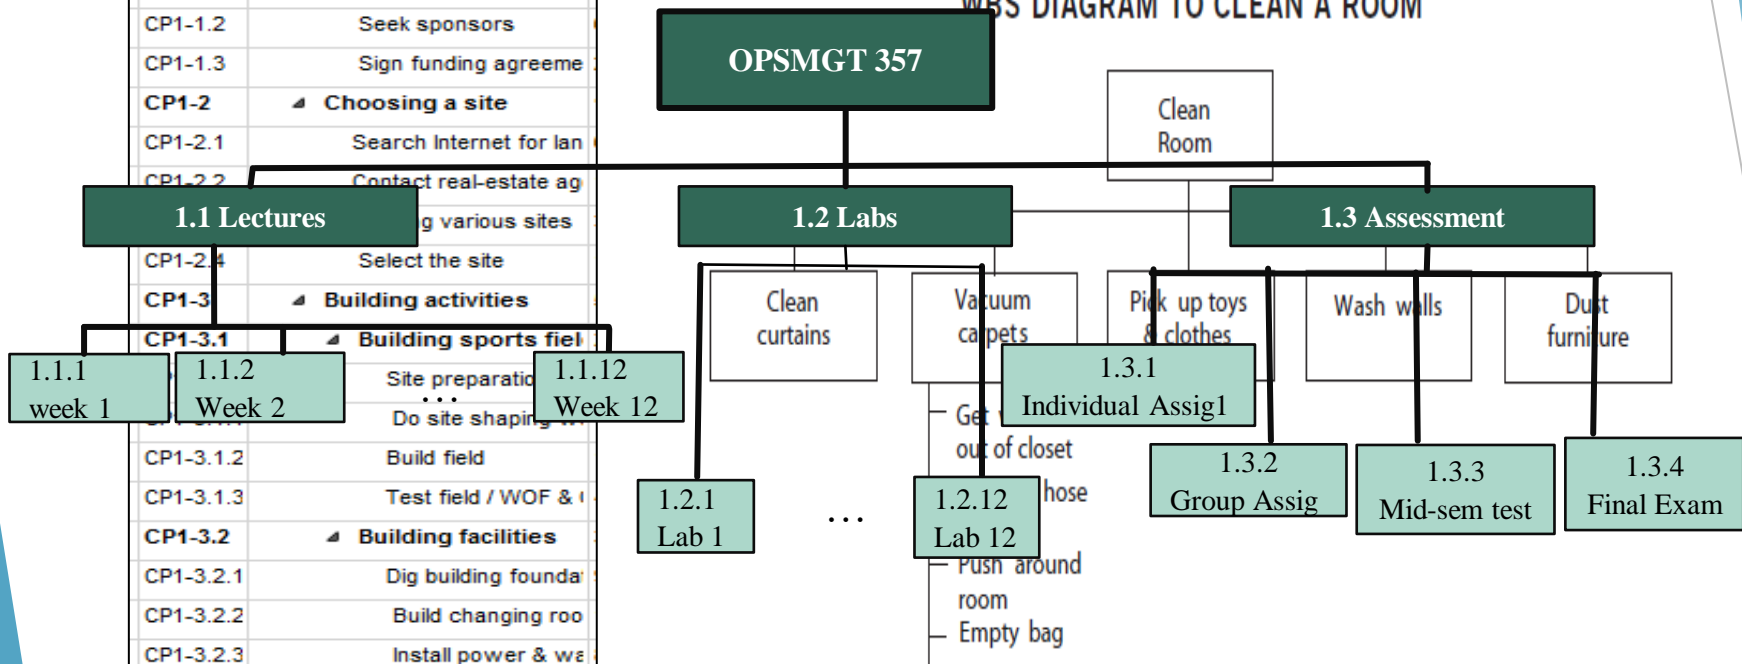 CP1-1.2 Seek sponsors
CP1-1.3 Sign funding agreeme
CP1-2 Choosing a site
CP1-2.1 Search Internet for lan
CP1-2.2 Contact real-estate ag
various sites
CP1-2.4 Select the site
CP1-3 Building activities
CP1-3.1 Building sports fiel
Site preparatio
Do site shaping
CP1-3.1.2 Build field
CP1-3.1.3 Test field / WOF &
CP1-3.2 Building facilities
CP1-3.2.1 Dig building founda
CP1-3.2.2 Build changing roo
CP1-3.2.3 Install power & wa
WBS DIAGRAM TO CLEAN A ROOM
Clean
Room
Clean
curtains
Vacuum
carpets
Pick up toys
& clothes
Wash walls
Dust
furniture
Get
out of closet
hose
Push around
room
Empty bag
OPSMGT 357
1.1 Lectures
1.2 Labs
1.3 Assessment
1.1.1
week 1
1.1.2
Week 2
...
1.1.12
Week 12
1.2.1
Lab 1
...
1.2.12
Lab 12
1.3.1
Individual Assig1
1.3.2
Group Assig
1.3.3
Mid-sem test
1.3.4
Final Exam